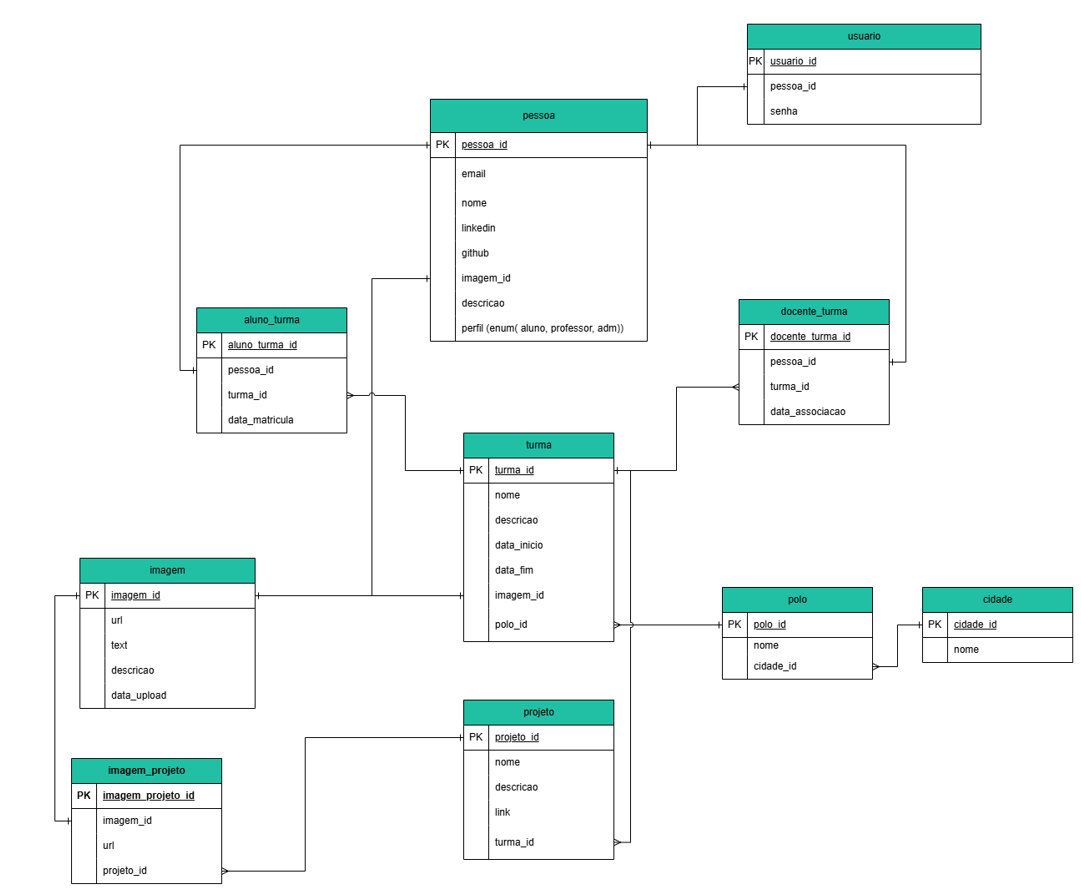 usuario
PK usuario_id
pessoa_id
senha
pessoa
PK pessoa_id
email
nome
linkedin
github
imagem_id
descricao
perfil (enum( aluno, professor, adm))
aluno_turma
PK aluno_turma_id
pessoa_id
turma_id
data_matricula
docente_turma
PK docente_turma_id
pessoa_id
turma_id
data_associacao
turma
PK turma_id
nome
descricao
data_inicio
data_fim
imagem_id
polo_id
imagem
PK imagem_id
url
text
descricao
data_upload
polo
PK polo_id
nome
cidade_id
cidade
PK cidade_id
nome
projeto
PK projeto_id
nome
descricao
link
turma_id
imagem_projeto
PK imagem_projeto_id
imagem_id
url
projeto_id